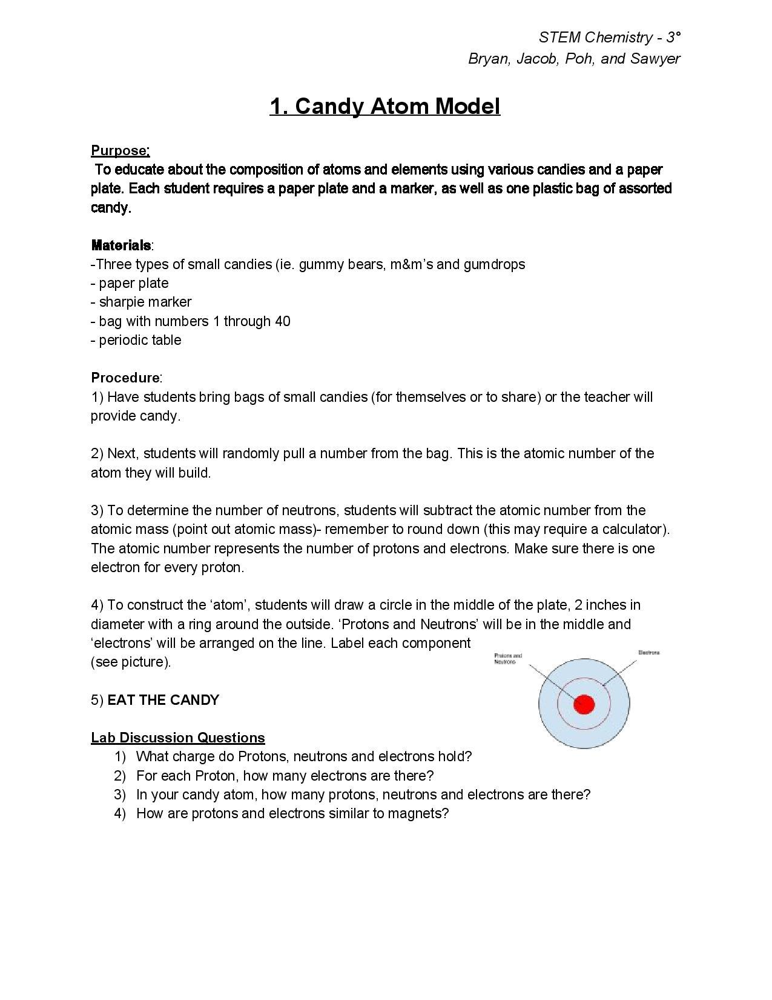 STEM Chemistry - 3°
Bryan, Jacob, Poh, and Sawyer
1. Candy Atom Model
Purpose;
To educate about the composition of atoms and elements using various candies and a paper
plate. Each student requires a paper plate and a marker, as well as one plastic bag of assorted
candy.
Materials:
-Three types of small candies (ie. gummy bears, m&m’s and gumdrops
- paper plate
- sharpie marker
- bag with numbers 1 through 40
- periodic table
Procedure:
1) Have students bring bags of small candies (for themselves or to share) or the teacher will
provide candy.
2) Next, students will randomly pull a number from the bag. This is the atomic number of the
atom they will build.
3) To determine the number of neutrons, students will subtract the atomic number from the
atomic mass (point out atomic mass)- remember to round down (this may require a calculator).
The atomic number represents the number of protons and electrons. Make sure there is one
electron for every proton.
4) To construct the ‘atom’, students will draw a circle in the middle of the plate, 2 inches in
diameter with a ring around the outside. ‘Protons and Neutrons’ will be in the middle and
‘electrons’ will be arranged on the line. Label each component
(see picture).
Protons and
Neutrons
Electrons
5) EAT THE CANDY
Lab Discussion Questions
1) What charge do Protons, neutrons and electrons hold?
2) For each Proton, how many electrons are there?
3) In your candy atom, how many protons, neutrons and electrons are there?
4) How are protons and electrons similar to magnets?